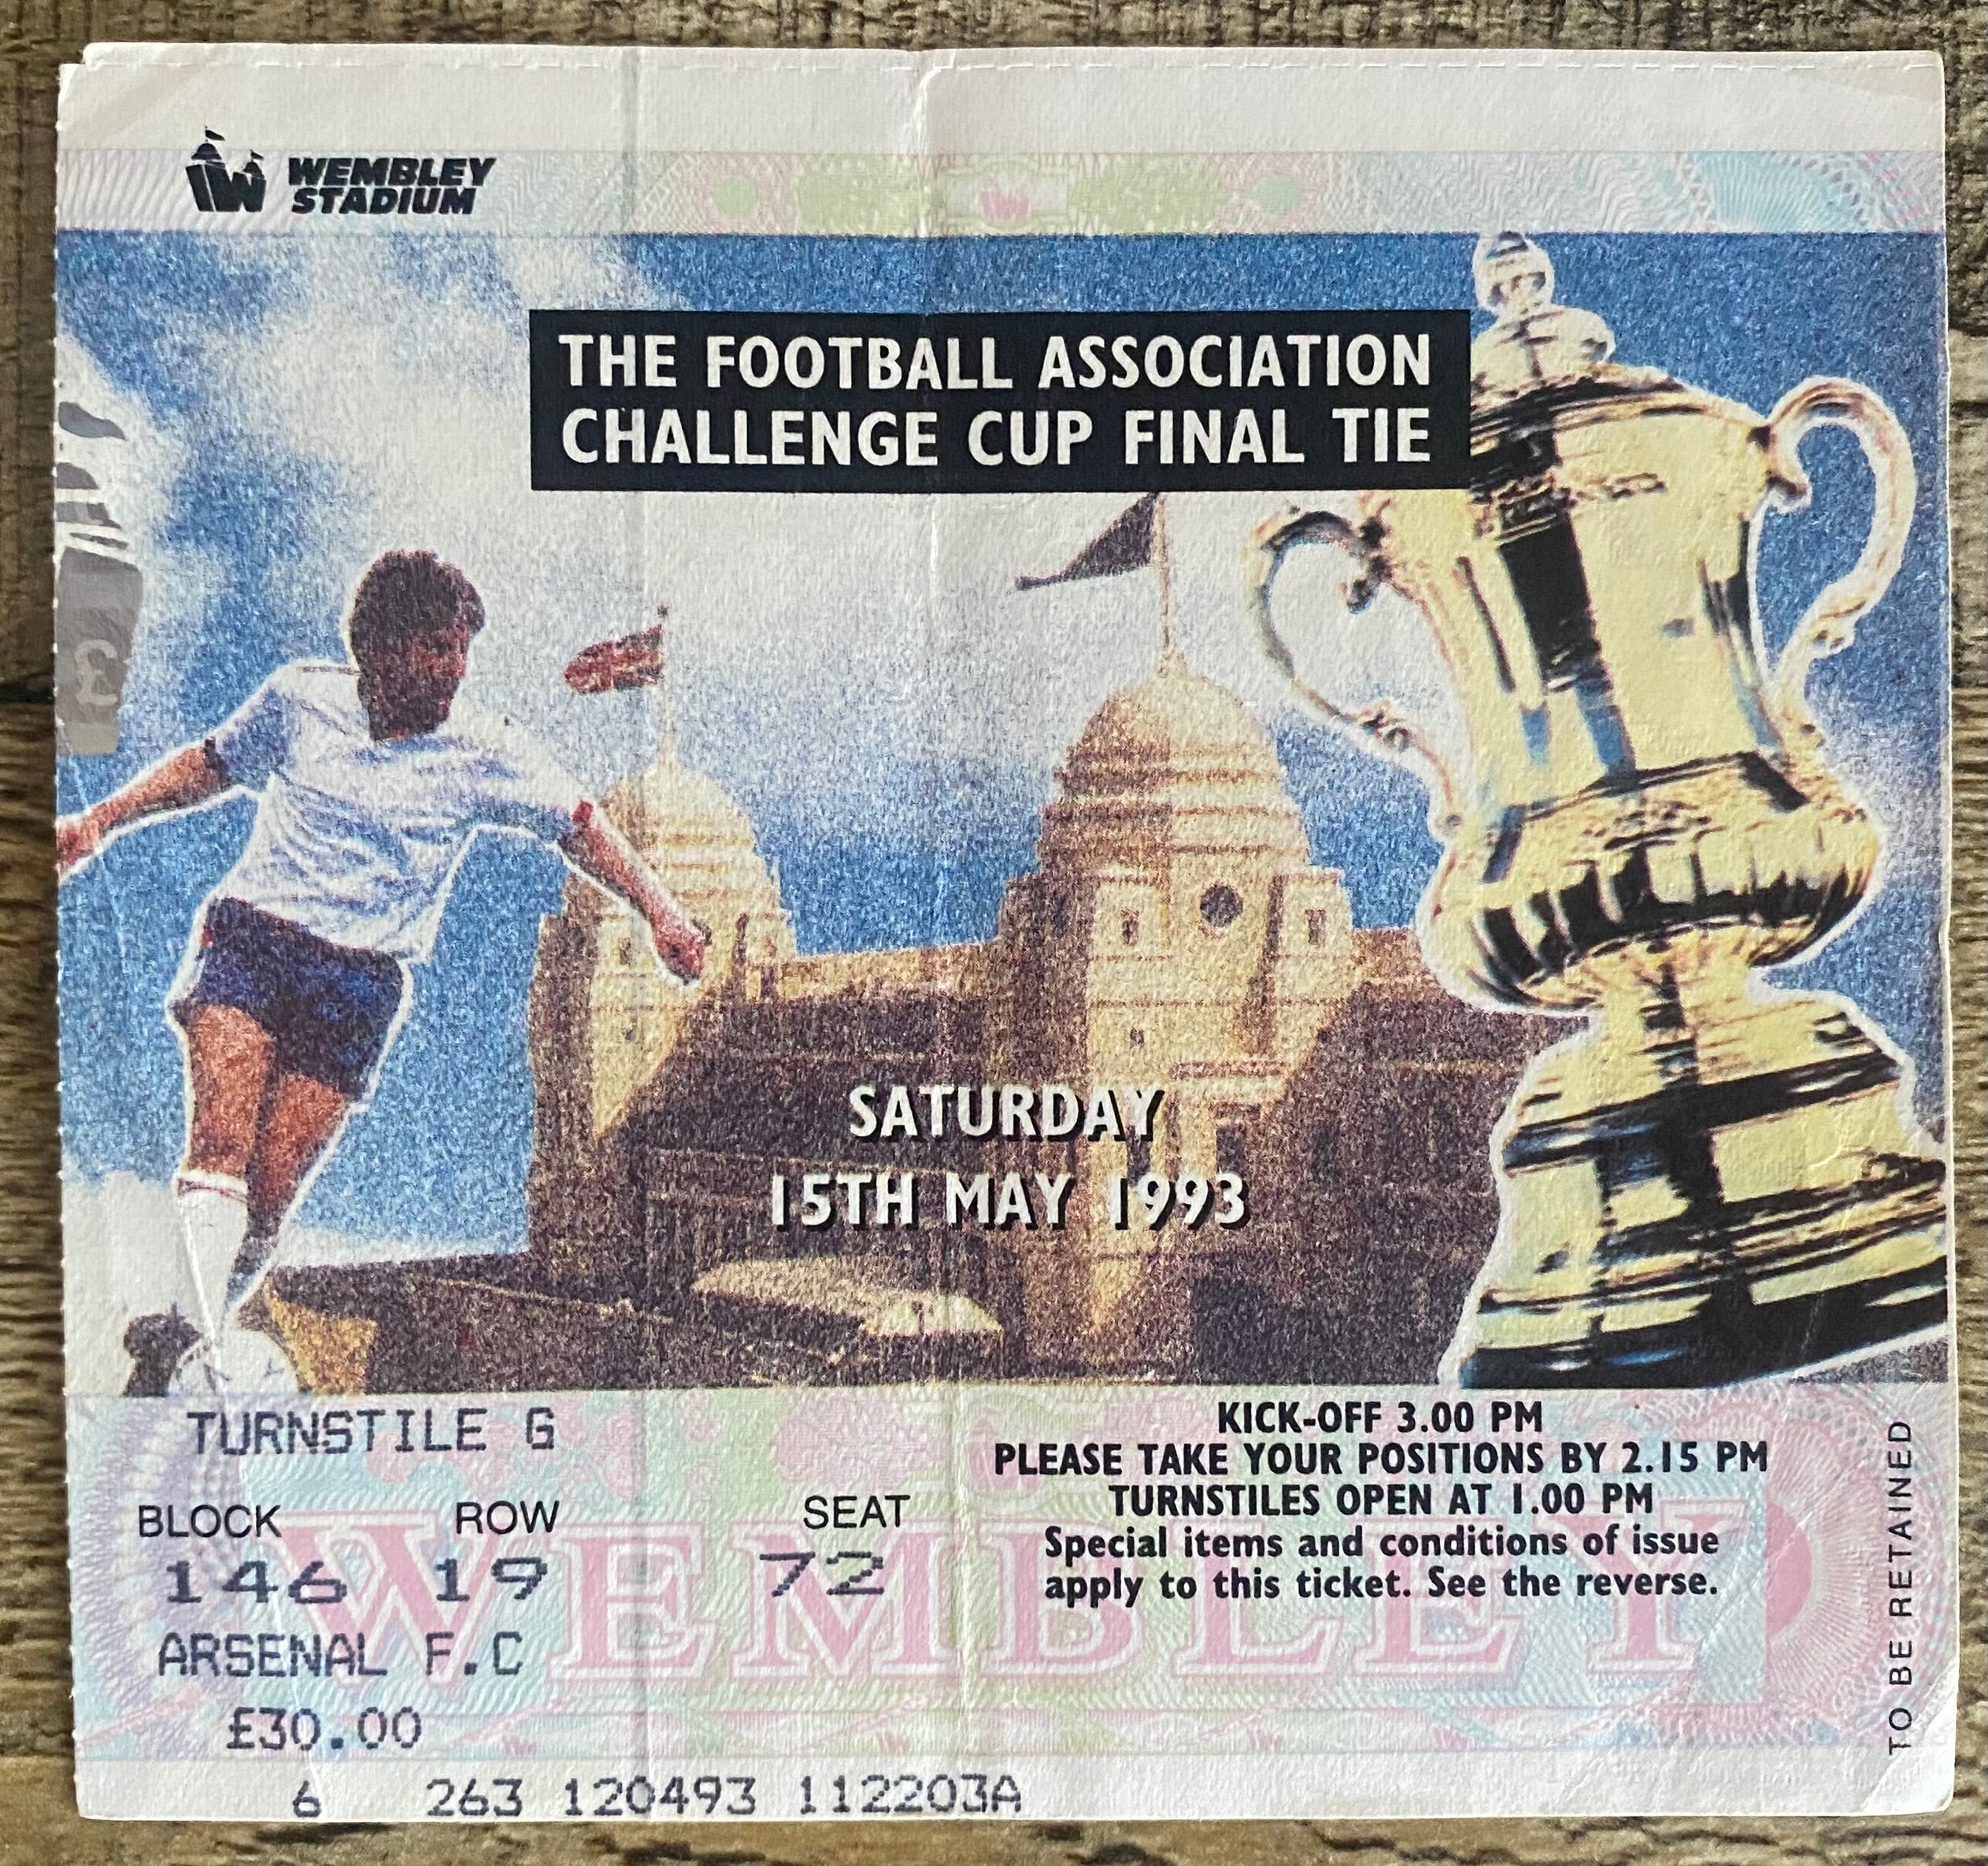 WEMBLEY
STADIUM
THE FOOTBALL ASSOCIATION
CHALLENGE CUP FINAL TIE
£
SATURDAY
15TH MAY 1993
TURNSTILE G
BLOCK ROW SEAT
146 19 72
ARSENAL F.C
£30.00
6 263 120493 112203A
KICK-OFF 3.00 PM
PLEASE TAKE YOUR POSITIONS BY 2.15 PM
TURNSTILES OPEN AT 1.00 PM
Special items and conditions of issue
apply to this ticket. See the reverse.
WEMBLEY
TO BE RETAINED